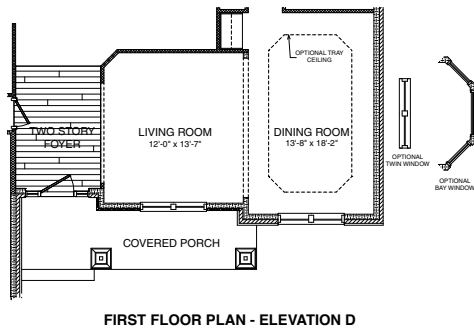 OPTIONAL TRAY
CEILING
TWO STORY
FOYER
LIVING ROOM
12'-0" x 13'-7"
DINING ROOM
13'-8" x 18'-2"
OPTIONAL
TWIN WINDOW
OPTIONAL
BAY WINDOW
COVERED PORCH
FIRST FLOOR PLAN - ELEVATION D